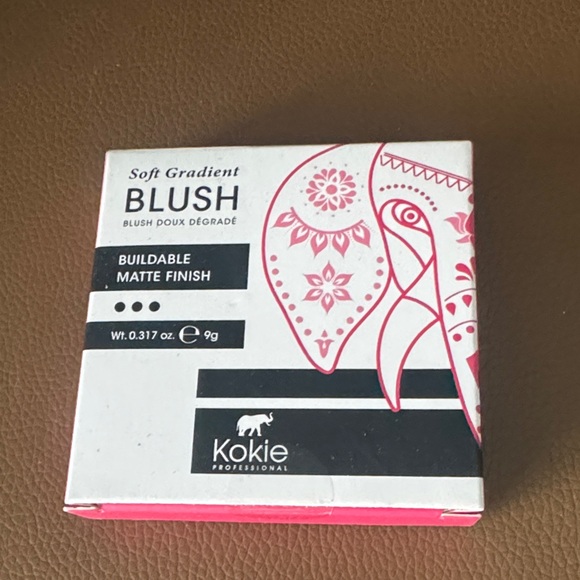 Soft Gradient
BLUSH
BLUSH DOUX DÉGRADÉ
BUILDABLE
MATTE FINISH
Wt. 0.317 oz. ℮ 9g
Kokie
PROFESSIONAL